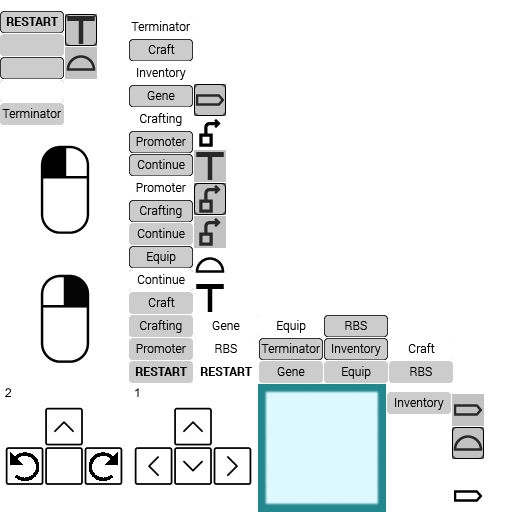 RESTART
Terminator
Craft
Inventory
Gene
Crafting
Terminator
Promoter
Continue
Promoter
Crafting
Continue
Equip
Continue
Craft
Crafting Gene Equip RBS
Promoter RBS Terminator Inventory Craft
RESTART RESTART Gene Equip RBS
2 1 Inventory